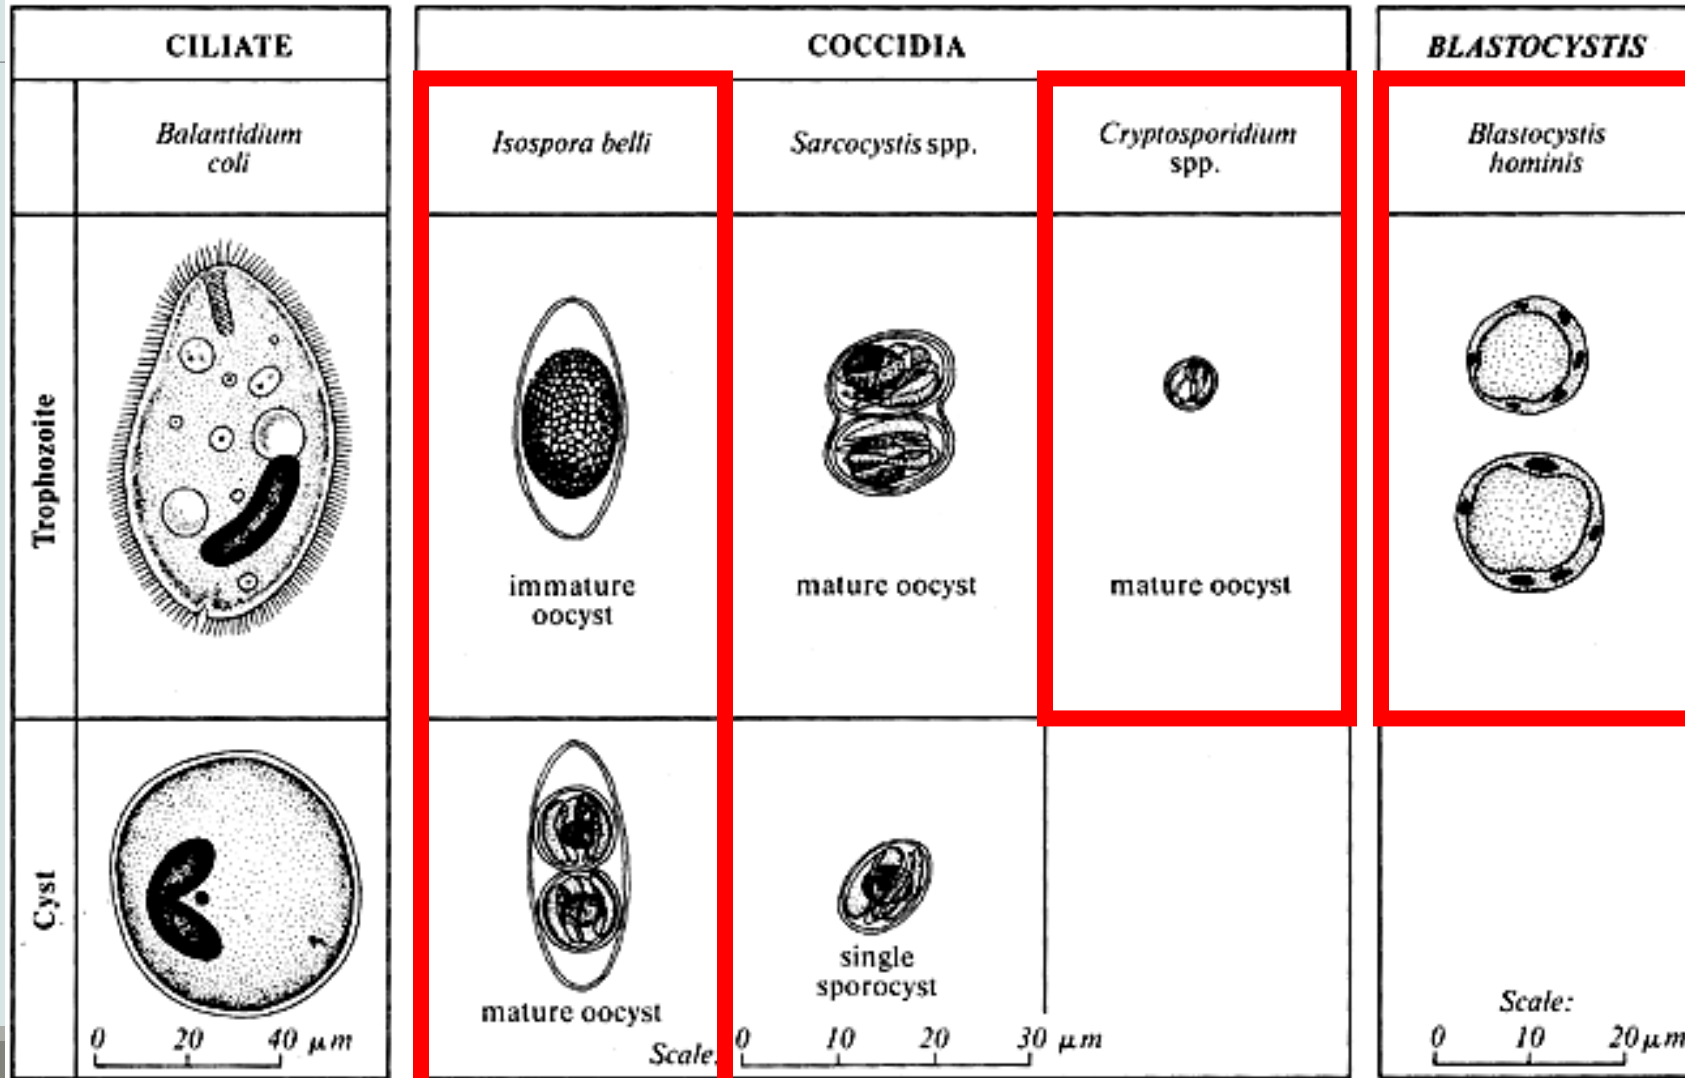 CILIATE
COCCIDIA
BLASTOCYSTIS
Balantidium
coli
Isospora belli
Sarcocystis spp.
Cryptosporidium
spp.
Blastocystis
hominis
Trophozoite
immature
oocyst
mature oocyst
mature oocyst
Cyst
mature oocyst
single
sporocyst
0 20 40 μm
Scale:
0 10 20 30 μm
Scale:
0 10 20 μm